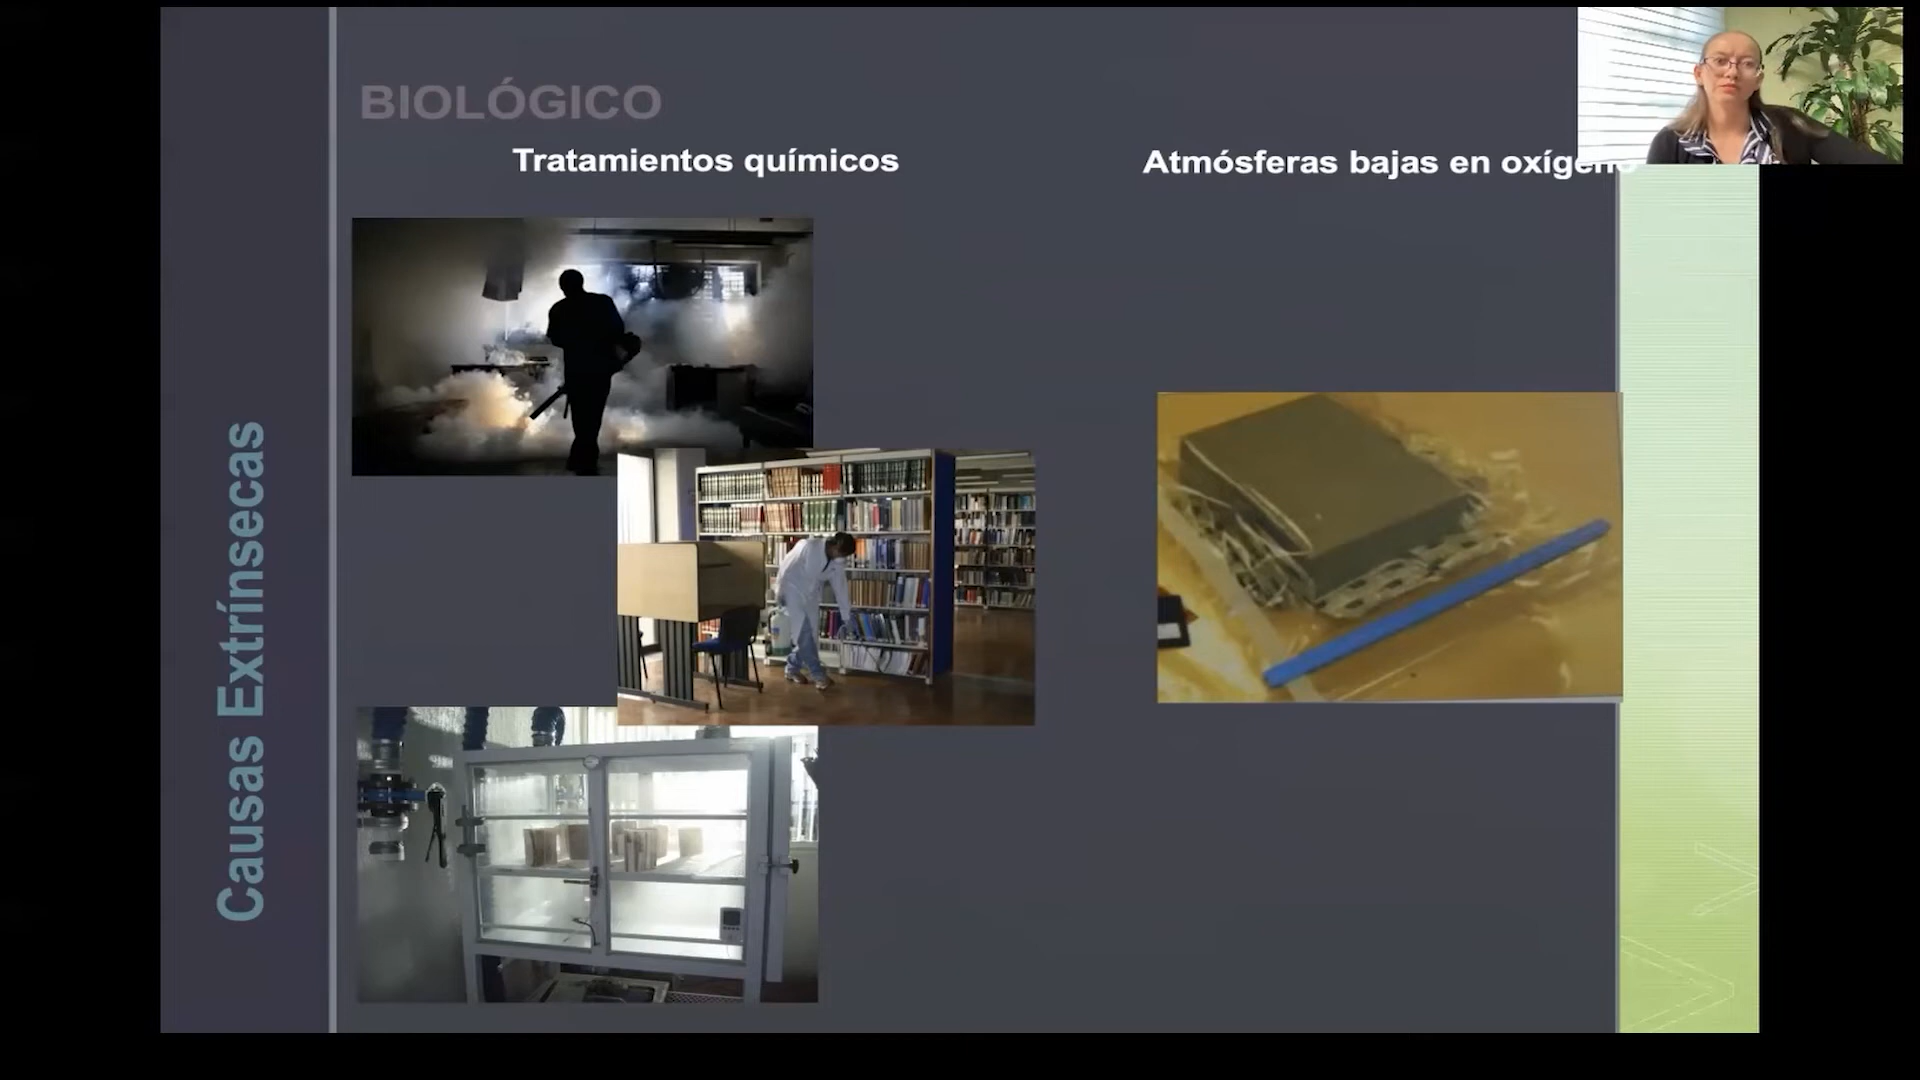 BIOLÓGICO
Tratamientos químicos
Atmósferas bajas en oxígeno
Causas Extrínsecas